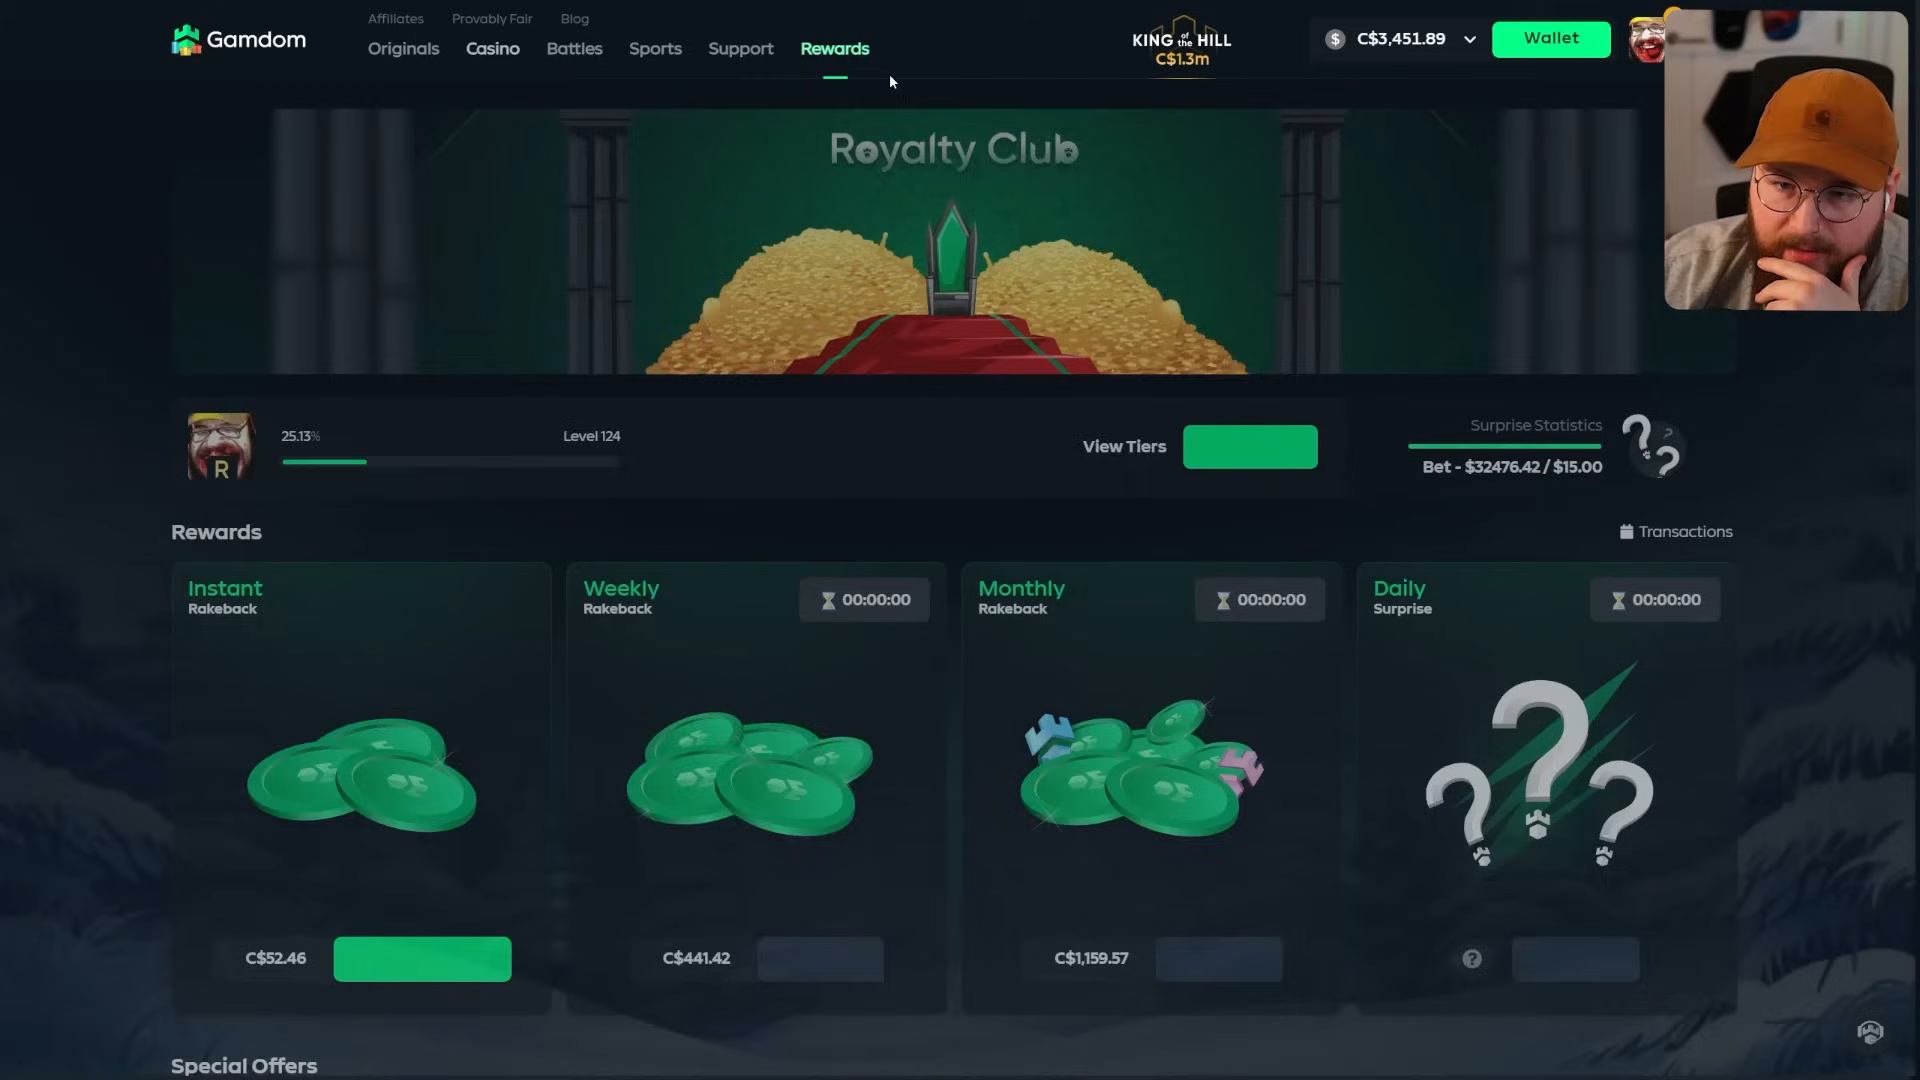 Affiliates Provably Fair Blog
Gamdom
Originals Casino Battles Sports Support Rewards
KING of the HILL
C$1.3m
$ C$3,451.89
Wallet
Royalty Club
R
25.13%
Level 124
View Tiers
Surprise Statistics
Bet - $32476.42 / $15.00
Rewards
Transactions
Instant
Rakeback
Weekly
Rakeback
00:00:00
Monthly
Rakeback
00:00:00
Daily
Surprise
00:00:00
C$52.46
C$441.42
C$1,159.57
?
Special Offers